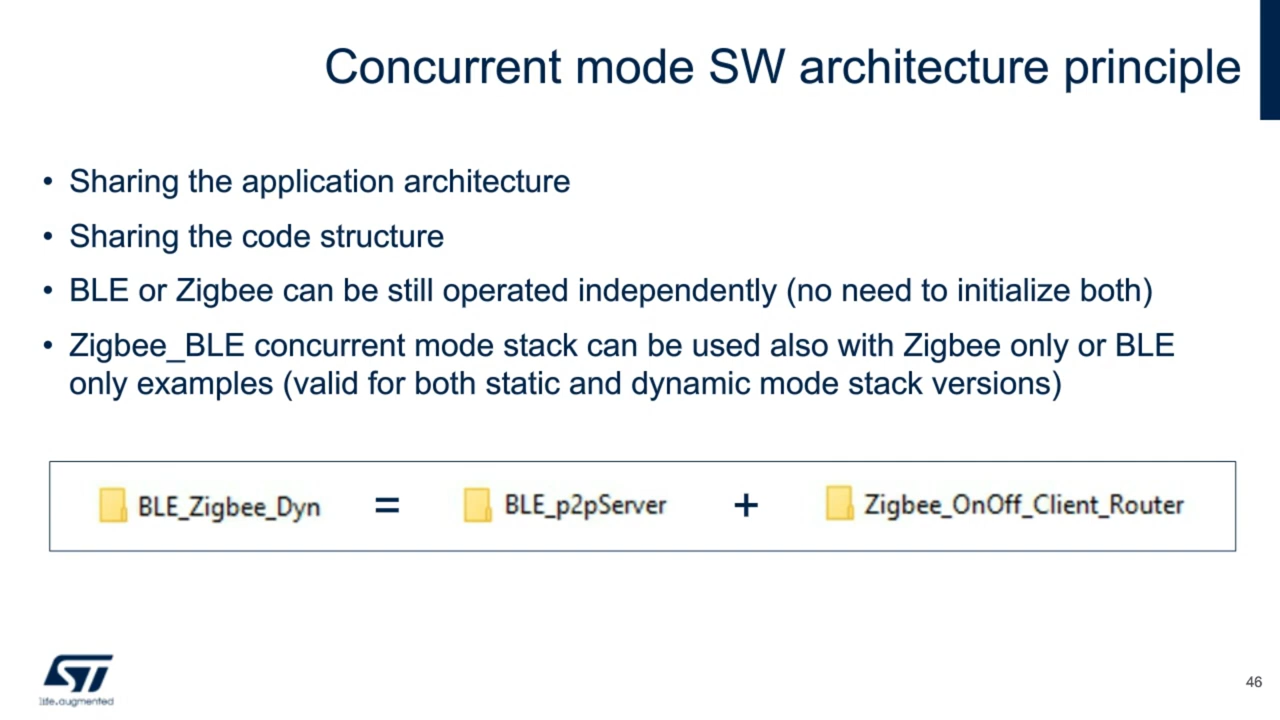 Concurrent mode SW architecture principle
• Sharing the application architecture
• Sharing the code structure
• BLE or Zigbee can be still operated independently (no need to initialize both)
• Zigbee_BLE concurrent mode stack can be used also with Zigbee only or BLE
only examples (valid for both static and dynamic mode stack versions)
BLE_Zigbee_Dyn = BLE_p2pServer + Zigbee_OnOff_Client_Router
ST
life.augmented
46